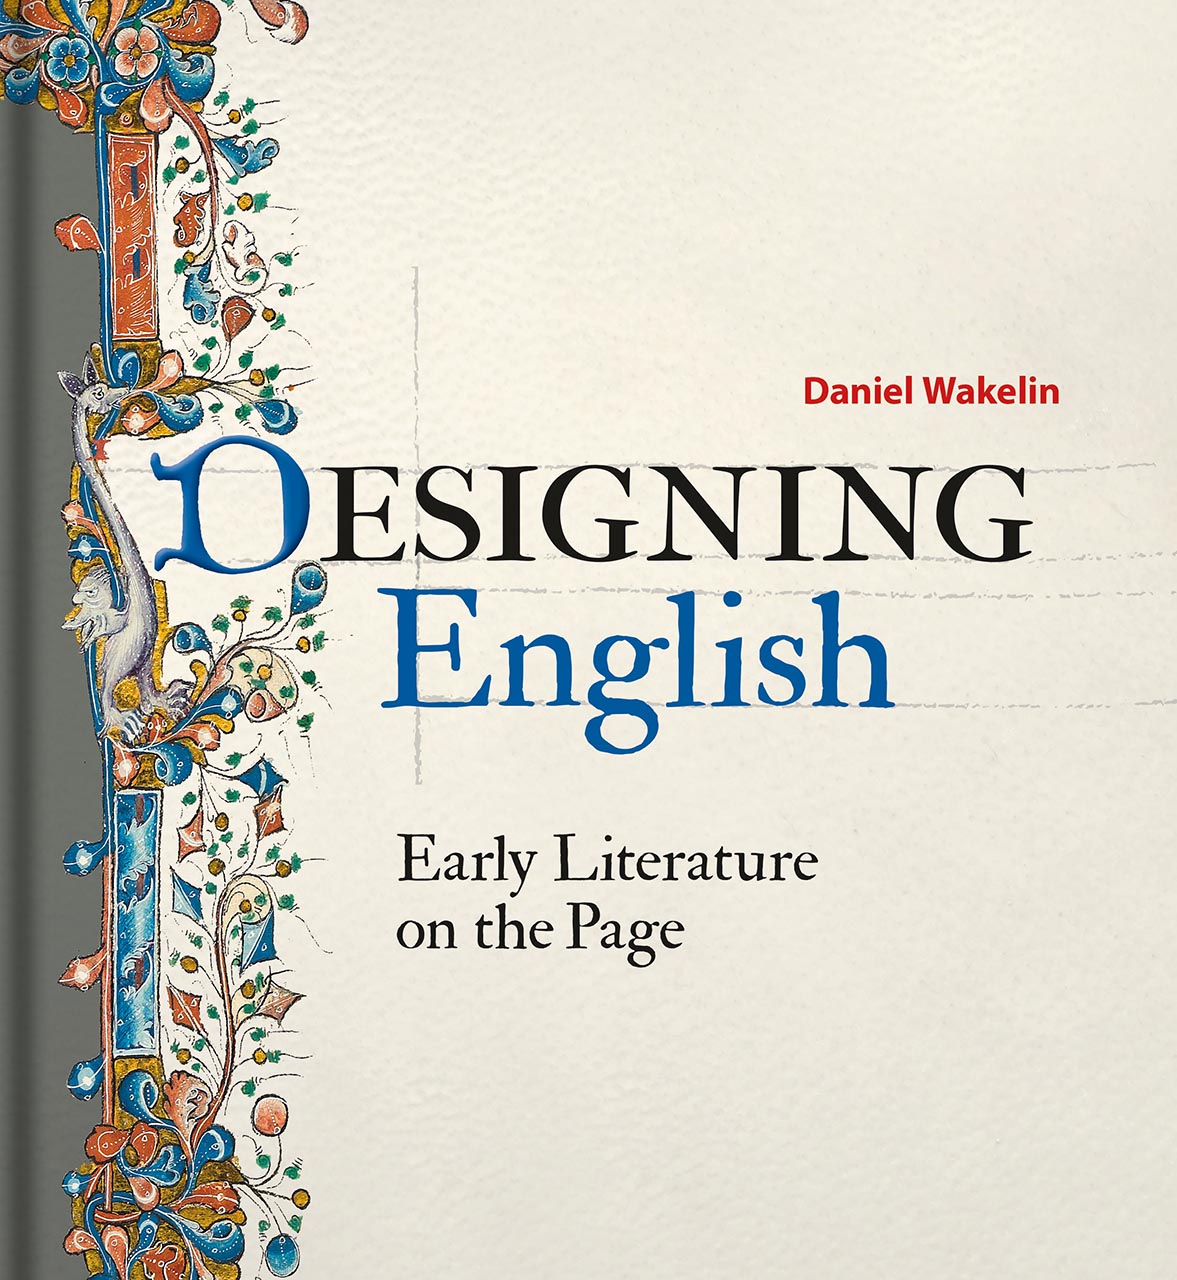 Daniel Wakelin
DESIGNING
English
Early Literature
on the Page